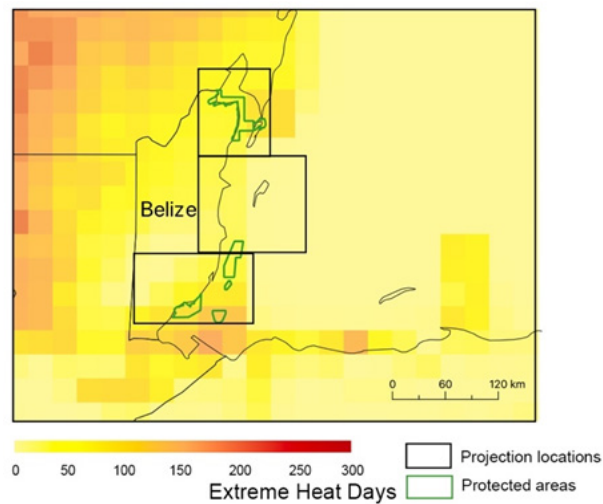 Belize
0 60 120 km
0 50 100 150 200 250 300
Extreme Heat Days
Projection locations
Protected areas